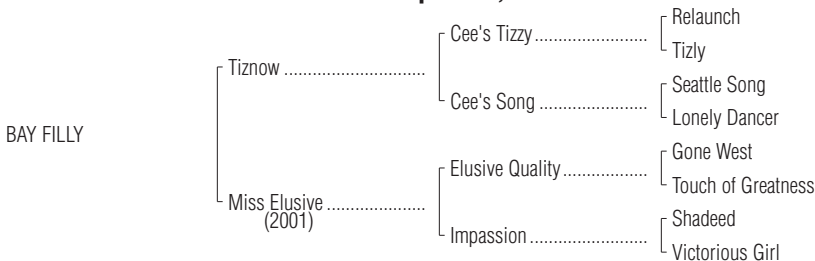 Relaunch
Cee's Tizzy
Tizly
Tiznow
Seattle Song
Cee's Song
Lonely Dancer
BAY FILLY
Gone West
Elusive Quality
Touch of Greatness
Miss Elusive
(2001)
Shadeed
Impassion
Victorious Girl